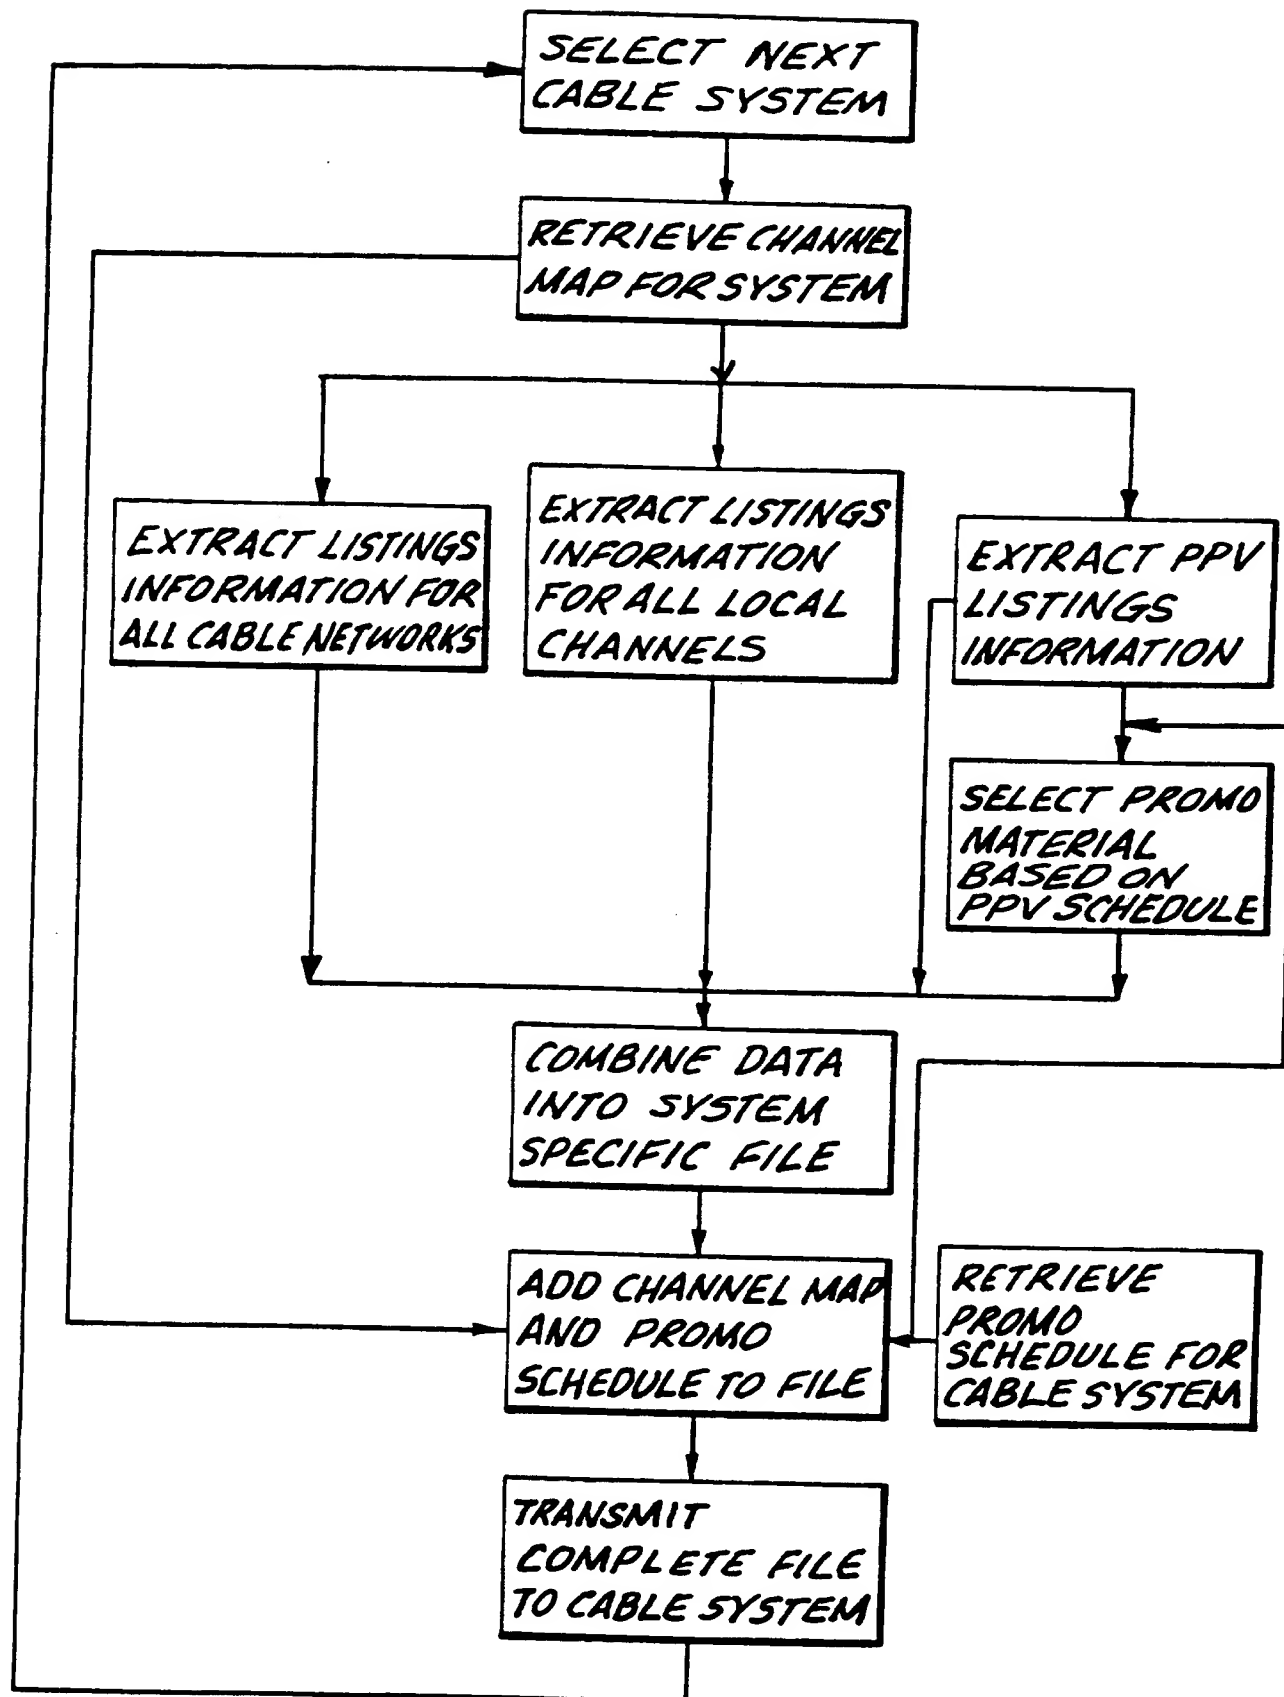 SELECT NEXT
CABLE SYSTEM
RETRIEVE CHANNEL
MAP FOR SYSTEM
EXTRACT LISTINGS
INFORMATION FOR
ALL CABLE NETWORKS
EXTRACT LISTINGS
INFORMATION
FOR ALL LOCAL
CHANNELS
EXTRACT PPV
LISTINGS
INFORMATION
SELECT PROMO
MATERIAL
BASED ON
PPV SCHEDULE
COMBINE DATA
INTO SYSTEM
SPECIFIC FILE
ADD CHANNEL MAP
AND PROMO
SCHEDULE TO FILE
RETRIEVE
PROMO
SCHEDULE FOR
CABLE SYSTEM
TRANSMIT
COMPLETE FILE
TO CABLE SYSTEM